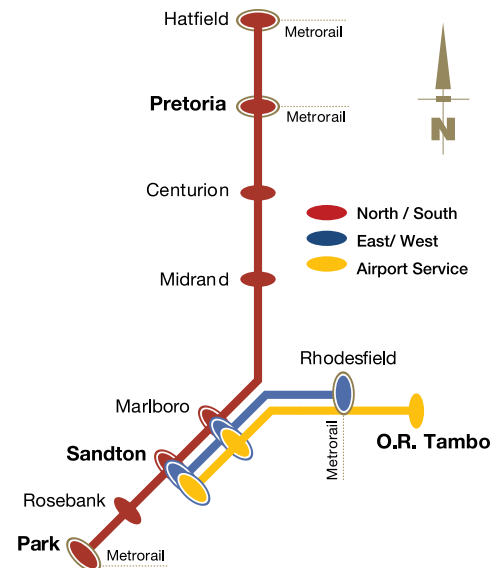 Hatfield
Metrorail
Pretoria
Metrorail
N
Centurion
North / South
East/ West
Airport Service
Midrand
Rhodesfield
Marlboro
O.R. Tambo
Metrorail
Sandton
Rosebank
Park
Metrorail